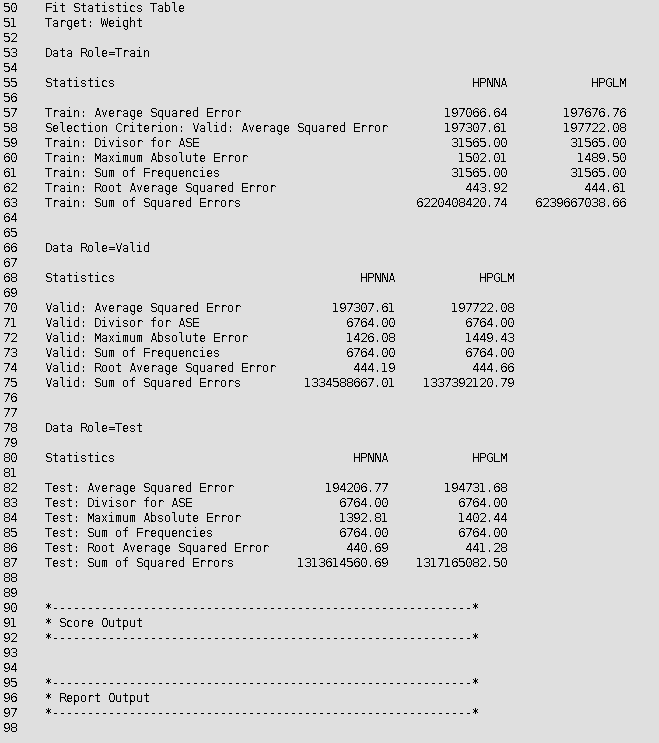 50 Fit Statistics Table
51 Target: Weight
52
53 Data Role=Train
54
55 Statistics HPNNA HPGLM
56
57 Train: Average Squared Error 197066.64 197676.76
58 Selection Criterion: Valid: Average Squared Error 197307.61 197722.08
59 Train: Divisor for ASE 31565.00 31565.00
60 Train: Maximum Absolute Error 1502.01 1489.50
61 Train: Sum of Frequencies 31565.00 31565.00
62 Train: Root Average Squared Error 443.92 444.61
63 Train: Sum of Squared Errors 6220408420.74 6239667038.66
64
65
66 Data Role=Valid
67
68 Statistics HPNNA HPGLM
69
70 Valid: Average Squared Error 197307.61 197722.08
71 Valid: Divisor for ASE 6764.00 6764.00
72 Valid: Maximum Absolute Error 1426.08 1449.43
73 Valid: Sum of Frequencies 6764.00 6764.00
74 Valid: Root Average Squared Error 444.19 444.66
75 Valid: Sum of Squared Errors 1334588667.01 1337392120.79
76
77
78 Data Role=Test
79
80 Statistics HPNNA HPGLM
81
82 Test: Average Squared Error 194206.77 194731.68
83 Test: Divisor for ASE 6764.00 6764.00
84 Test: Maximum Absolute Error 1392.81 1402.44
85 Test: Sum of Frequencies 6764.00 6764.00
86 Test: Root Average Squared Error 440.69 441.28
87 Test: Sum of Squared Errors 1313614560.69 1317165082.50
88
89
90 *------------------------------------------------------------*
91 * Score Output
92 *------------------------------------------------------------*
93
94
95 *------------------------------------------------------------*
96 * Report Output
97 *------------------------------------------------------------*
98